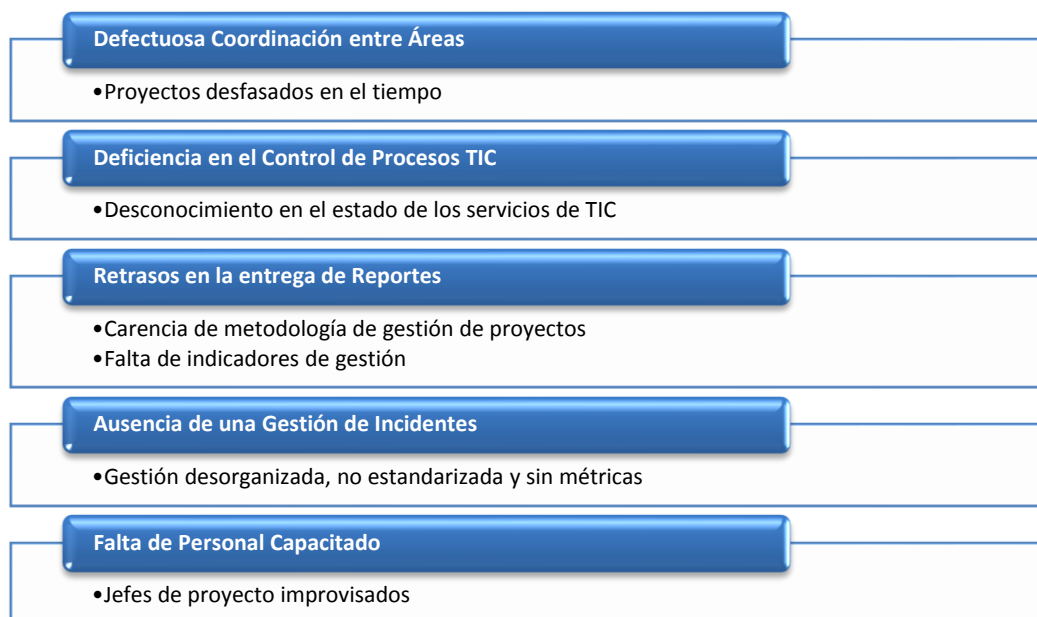 Defectuosa Coordinación entre Áreas
•Proyectos desfasados en el tiempo
Deficiencia en el Control de Procesos TIC
•Desconocimiento en el estado de los servicios de TIC
Retrasos en la entrega de Reportes
•Carencia de metodología de gestión de proyectos
•Falta de indicadores de gestión
Ausencia de una Gestión de Incidentes
•Gestión desorganizada, no estandarizada y sin métricas
Falta de Personal Capacitado
•Jefes de proyecto improvisados